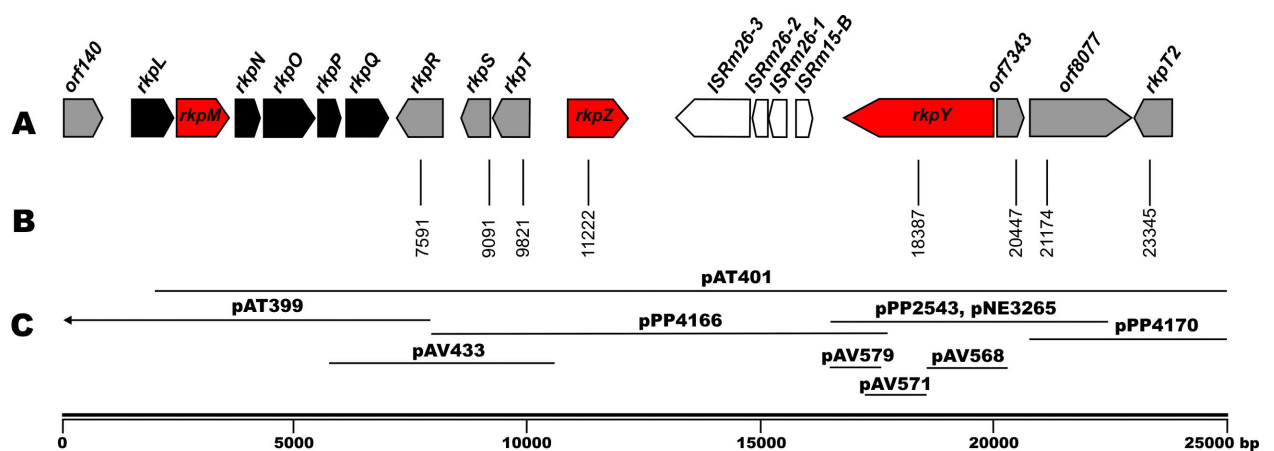 orf140 rkpL rkpN rkpO rkpP rkpQ rkpR rkpS rkpT ISRm26-3 ISRm26-2 ISRm26-1 ISRm15-B orf7343 orf8077 rkpT2
A rkpM rkpZ rkpY
B 7591 9091 9821 11222 18387 20447 21174 23345
pAT401
pAT399 pPP2543, pNE3265
C pPP4166 pPP4170
pAV433 pAV579 pAV568
pAV571
0 5000 10000 15000 20000 25000 bp